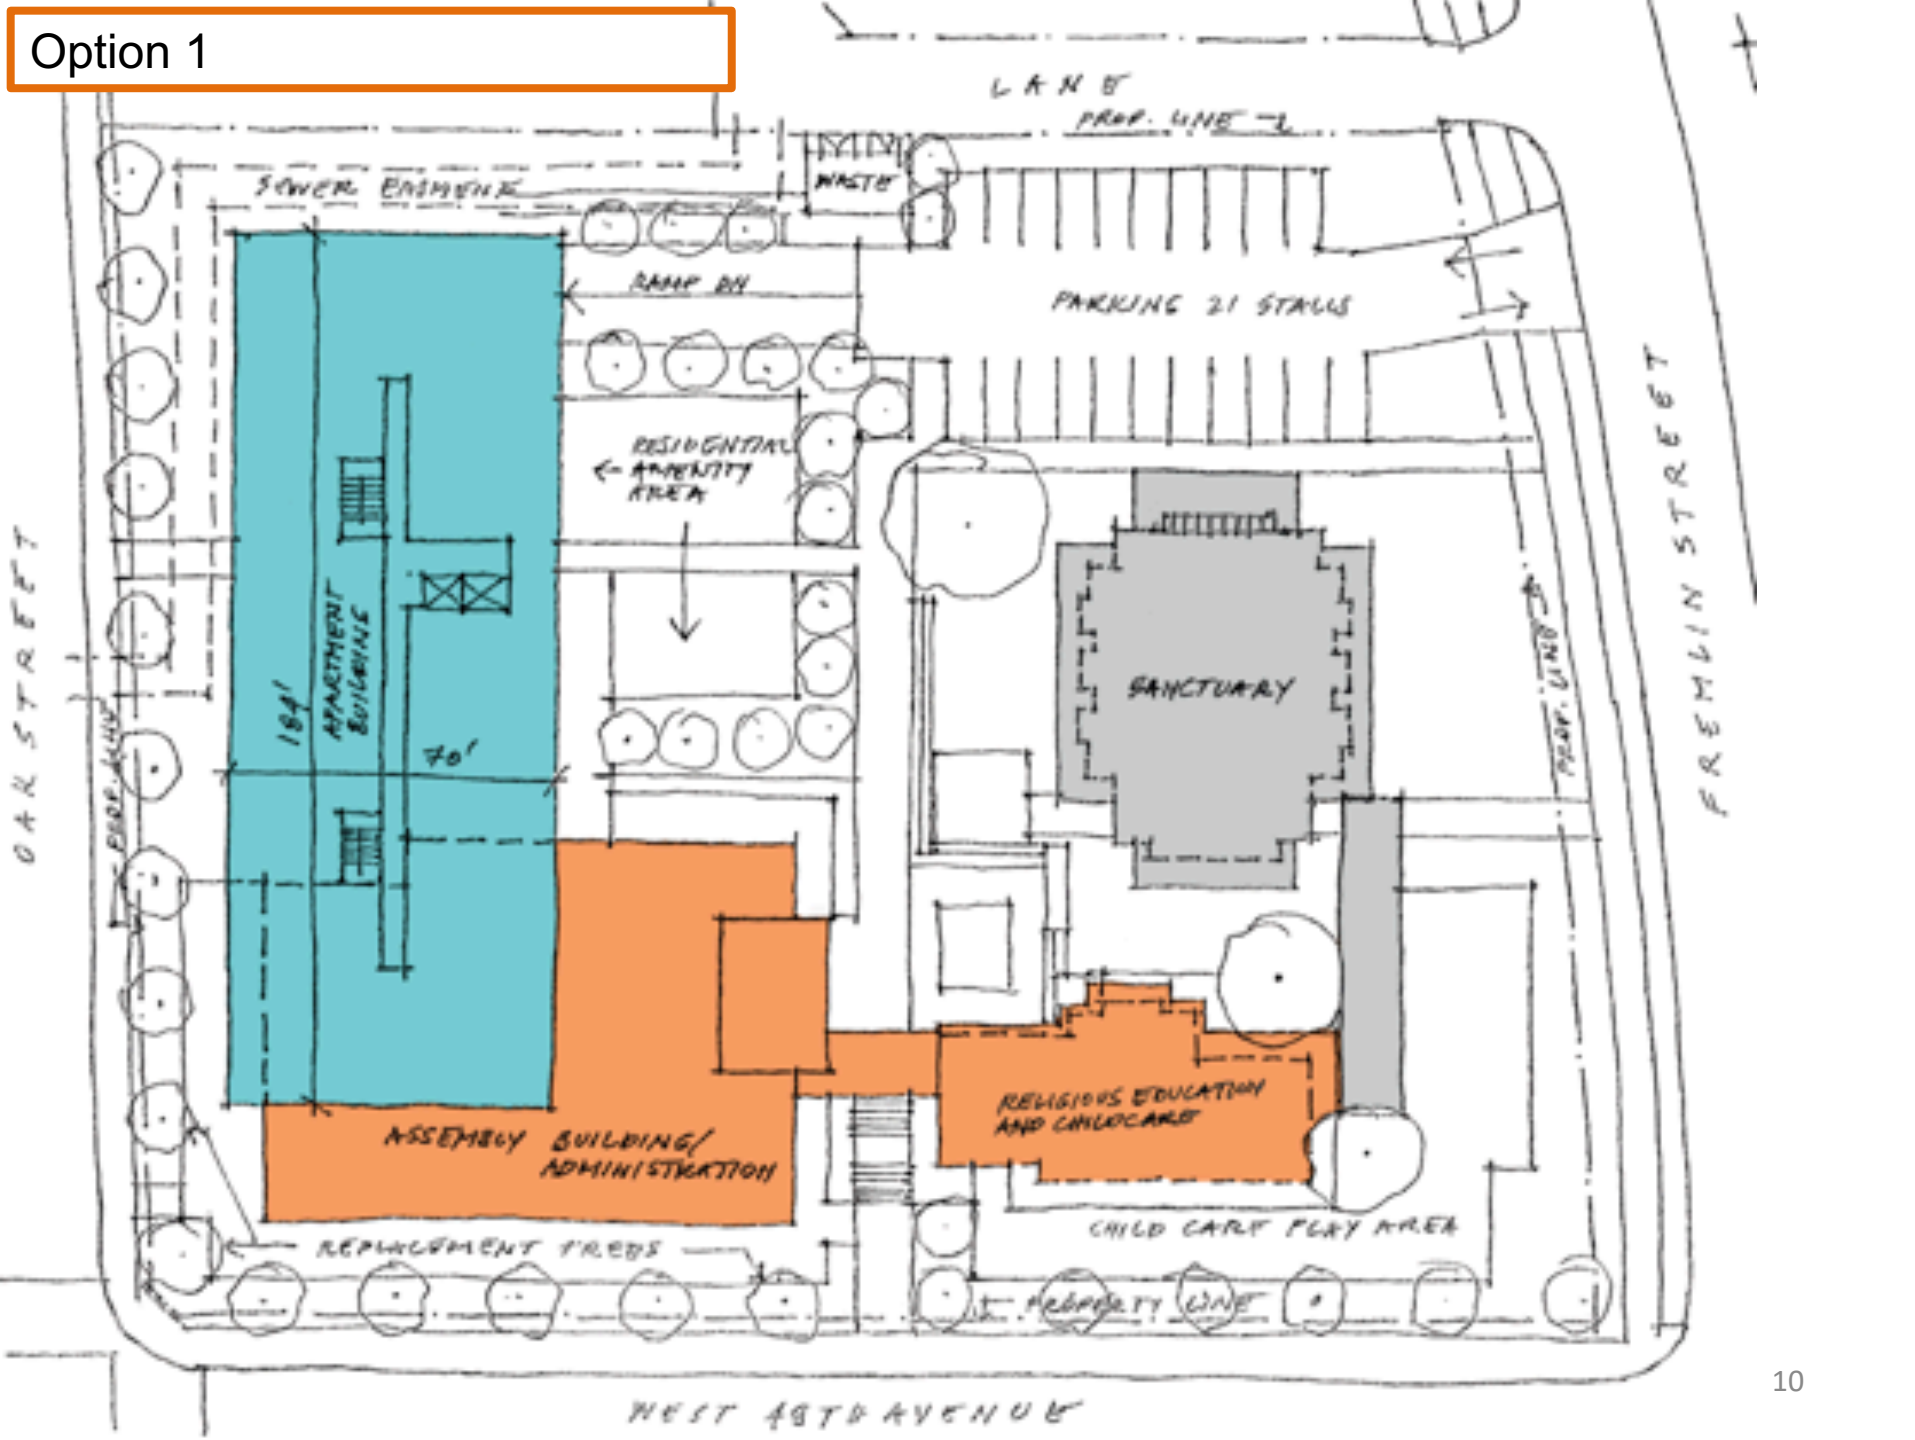 Option 1
LANE
PROP. LINE
SEWER EASMENT
WASTE
RAMP DN
PARKING 21 STALLS
RESIDENTIAL
AMENITY
AREA
OAK STREET
FREMLIN STREET
APARTMENT
BUILDING
184'
70'
SANCTUARY
PROP. LINE
PROP. LINE
RELIGIOUS EDUCATION
AND CHILDCARE
ASSEMBLY BUILDING/
ADMINISTRATION
CHILD CARE PLAY AREA
REPLACEMENT TREES
PROPERTY LINE
10
WEST 49TH AVENUE